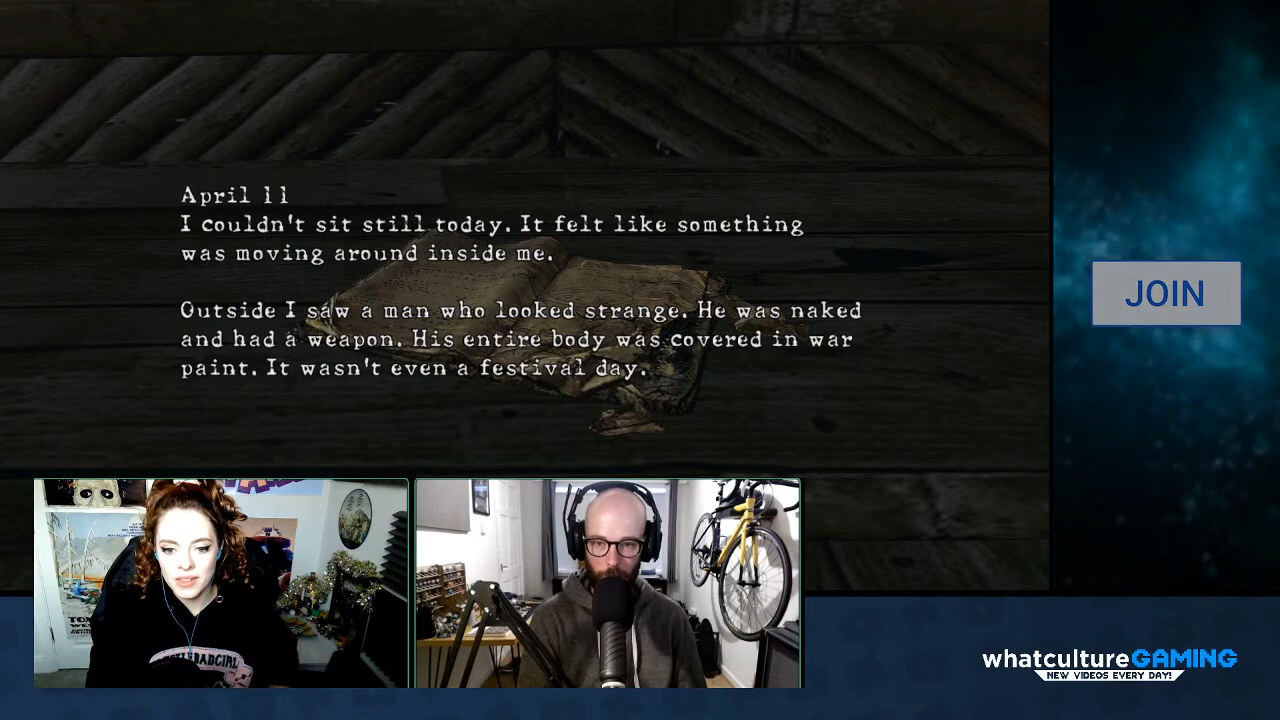 April 11
I couldn't sit still today. It felt like something
was moving around inside me.
Outside I saw a man who looked strange. He was naked
and had a weapon. His entire body was covered in war
paint. It wasn't even a festival day.
JOIN
whatcultureGAMING
NEW VIDEOS EVERY DAY!